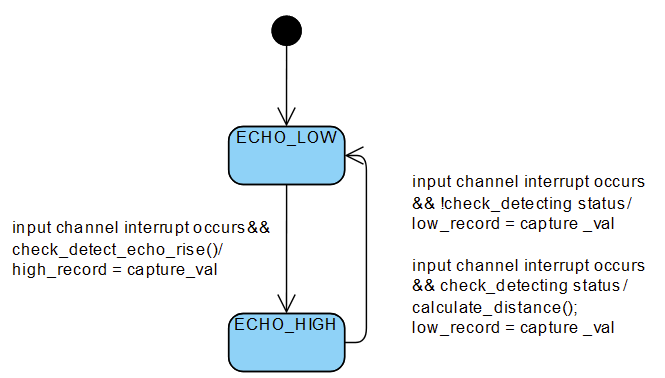 ECHO_LOW
input channel interrupt occurs&&
check_detect_echo_rise()/
high_record = capture_val
input channel interrupt occurs
&& !check_detecting status/
low_record = capture _val
input channel interrupt occurs
&& check_detecting status/
calculate_distance();
low_record = capture _val
ECHO_HIGH